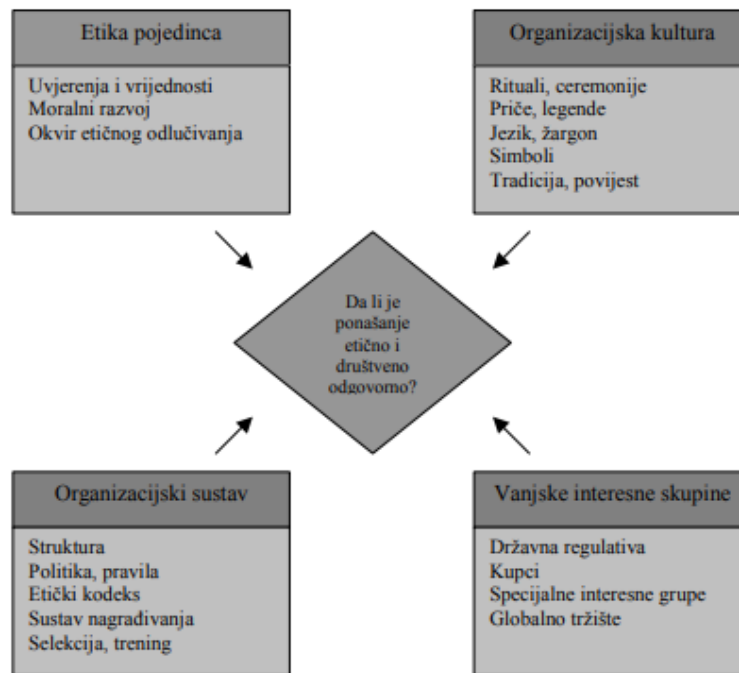 Etika pojedinca
Uvjerenja i vrijednosti
Moralni razvoj
Okvir etičnog odlučivanja
Organizacijska kultura
Rituali, ceremonije
Priče, legende
Jezik, žargon
Simboli
Tradicija, povijest
Da li je
ponašanje
etično i
društveno
odgovorno?
Organizacijski sustav
Struktura
Politika, pravila
Etički kodeks
Sustav nagrađivanja
Selekcija, trening
Vanjske interesne skupine
Državna regulativa
Kupci
Specijalne interesne grupe
Globalno tržište